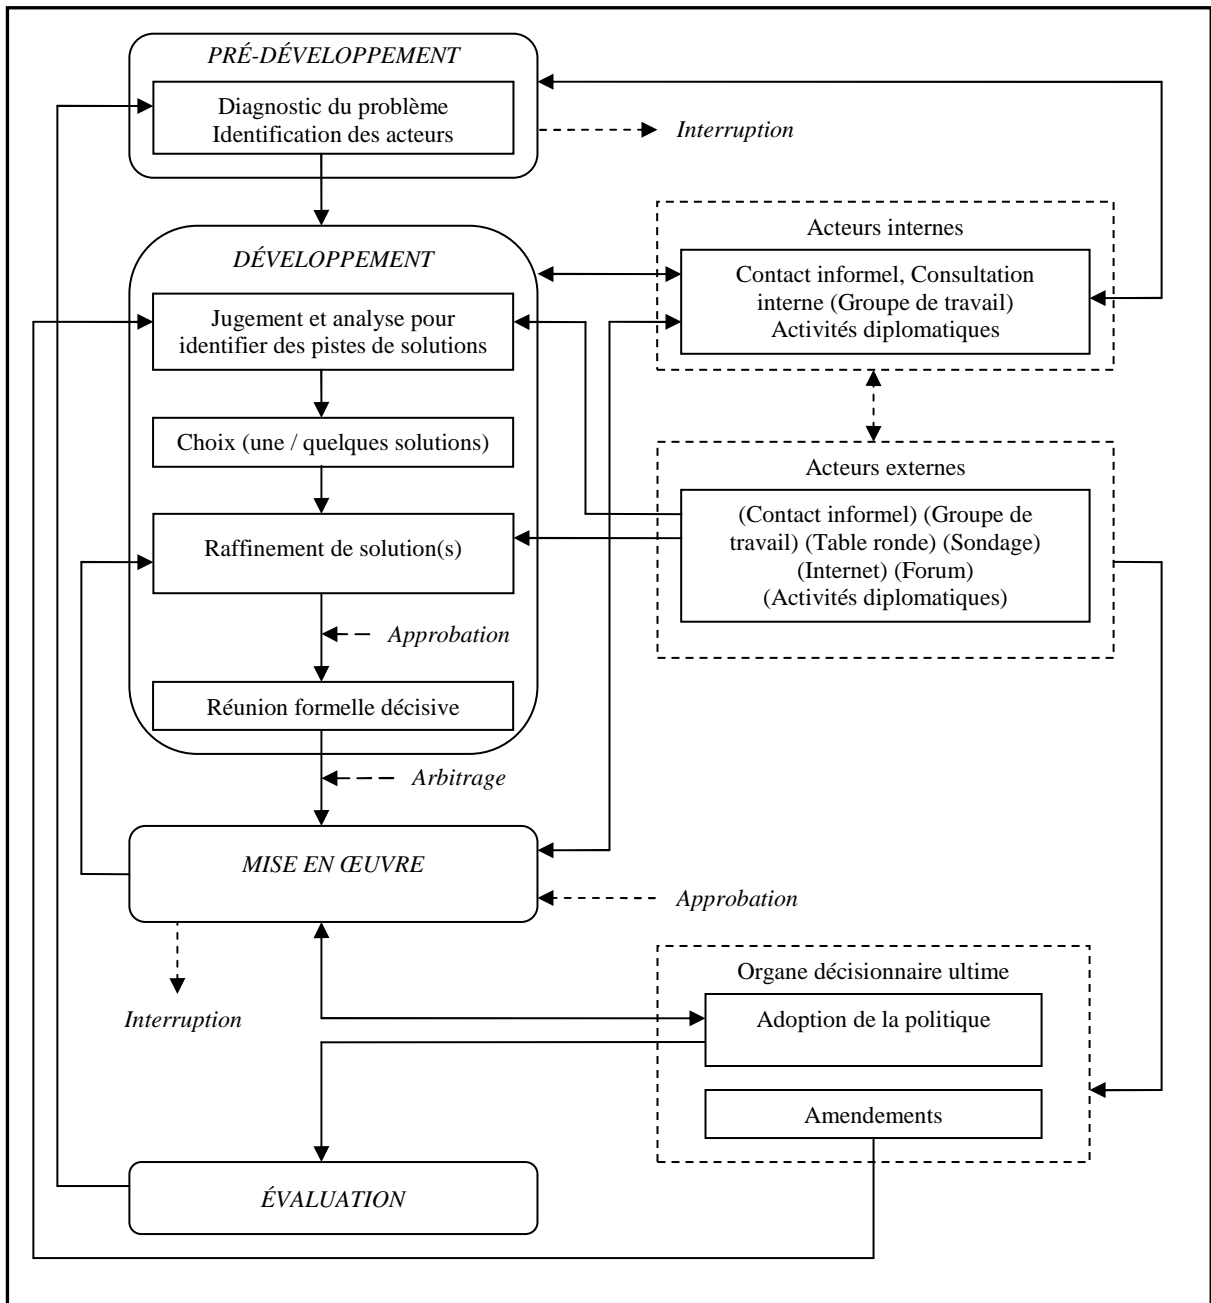 PRÉ-DÉVELOPPEMENT
Diagnostic du problème
Identification des acteurs
Interruption
DÉVELOPPEMENT
Jugement et analyse pour
identifier des pistes de solutions
Choix (une / quelques solutions)
Raffinement de solution(s)
Approbation
Réunion formelle décisive
Arbitrage
Acteurs internes
Contact informel, Consultation
interne (Groupe de travail)
Activités diplomatiques
Acteurs externes
(Contact informel) (Groupe de
travail) (Table ronde) (Sondage)
(Internet) (Forum)
(Activités diplomatiques)
MISE EN ŒUVRE
Approbation
Interruption
Organe décisionnaire ultime
Adoption de la politique
Amendements
ÉVALUATION